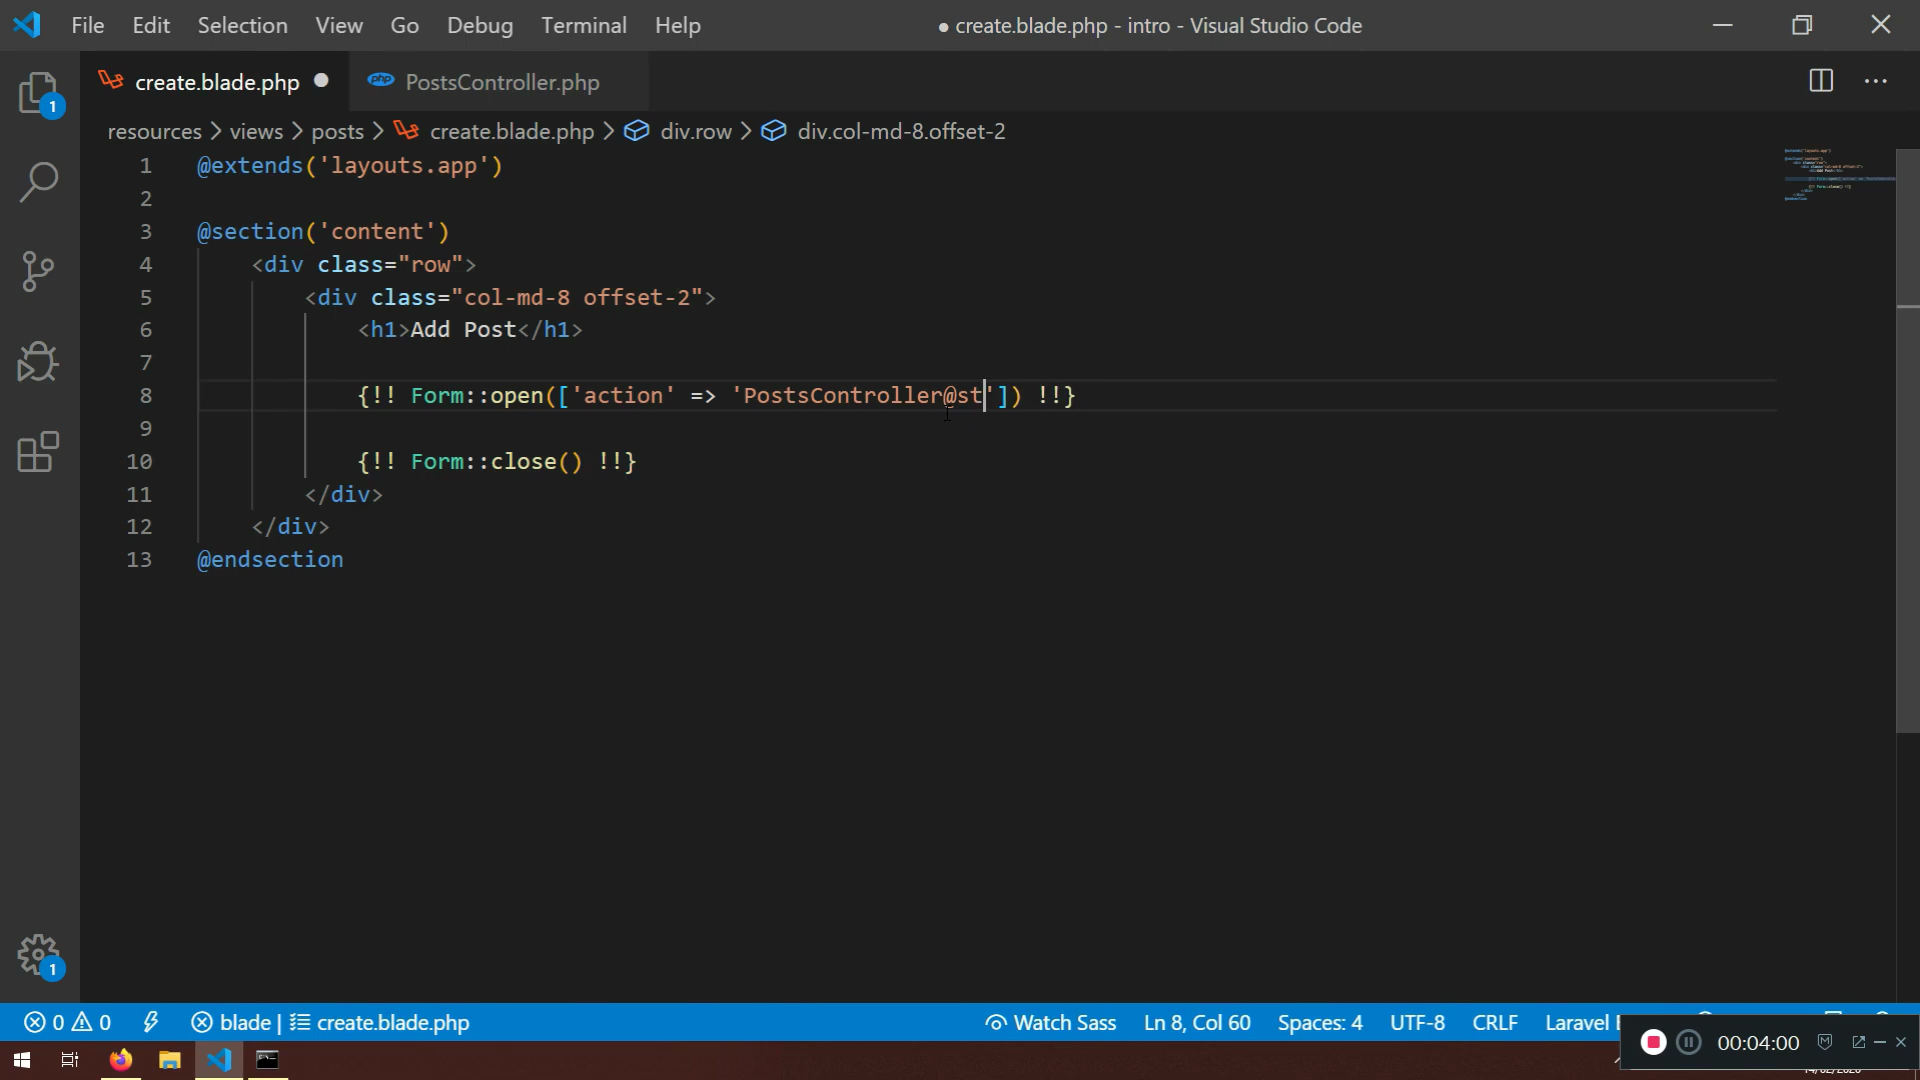 File Edit Selection View Go Debug Terminal Help
● create.blade.php - intro - Visual Studio Code
create.blade.php ●
php PostsController.php
resources > views > posts > create.blade.php > div.row > div.col-md-8.offset-2
1 @extends('layouts.app')
2
3 @section('content')
4 <div class="row">
5 <div class="col-md-8 offset-2">
6 <h1>Add Post</h1>
7
8 {!! Form::open(['action' => 'PostsController@st']) !!}
9
10 {!! Form::close() !!}
11 </div>
12 </div>
13 @endsection
1
1
0 0 blade | create.blade.php
Watch Sass Ln 8, Col 60 Spaces: 4 UTF-8 CRLF Laravel
00:04:00